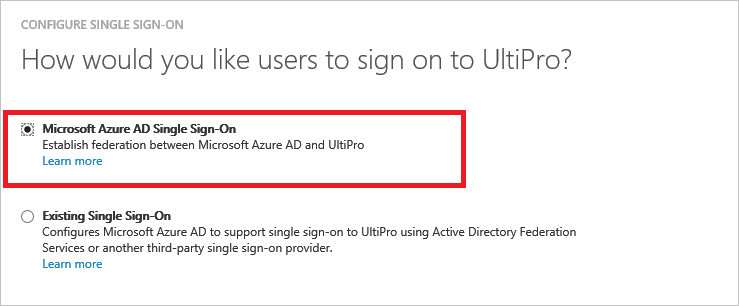 CONFIGURE SINGLE SIGN-ON
How would you like users to sign on to UltiPro?
Microsoft Azure AD Single Sign-On
Establish federation between Microsoft Azure AD and UltiPro
Learn more
Existing Single Sign-On
Configures Microsoft Azure AD to support single sign-on to UltiPro using Active Directory Federation
Services or another third-party single sign-on provider.
Learn more